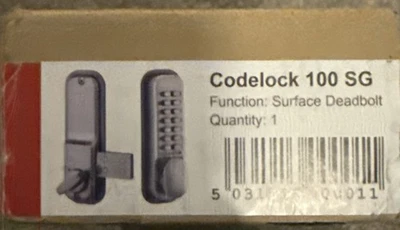 Codelock 100 SG
Function: Surface Deadbolt
Quantity: 1